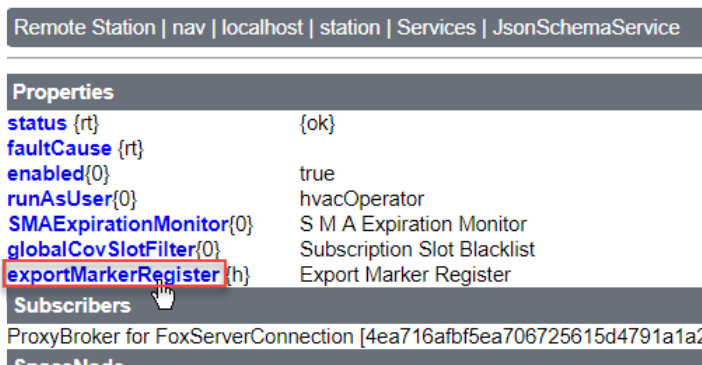 Remote Station | nav | localhost | station | Services | JsonSchemaService
Properties
status {rt} {ok}
faultCause {rt}
enabled{0} true
runAsUser{0} hvacOperator
SMAExpirationMonitor{0} S M A Expiration Monitor
globalCovSlotFilter{0} Subscription Slot Blacklist
exportMarkerRegister {h} Export Marker Register
Subscribers
ProxyBroker for FoxServerConnection [4ea716afbf5ea706725615d4791a1a2
SpaceNode